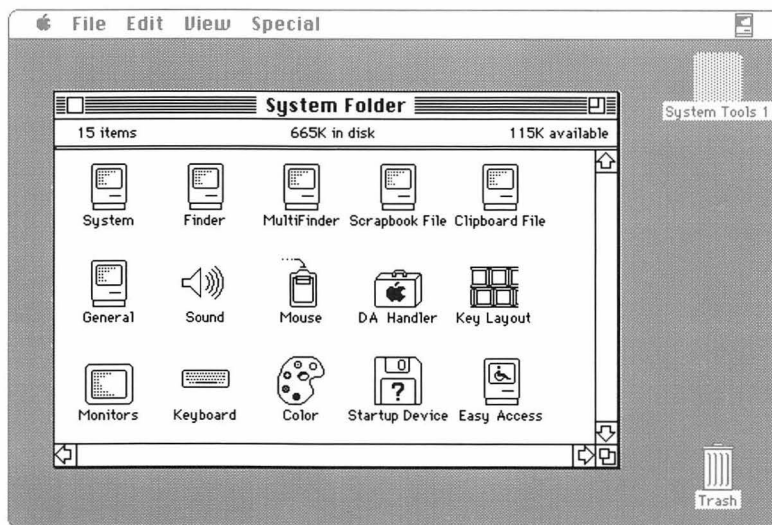 File Edit View Special
System Tools 1
System Folder
15 items 665K in disk 115K available
System Finder MultiFinder Scrapbook File Clipboard File
General Sound Mouse DA Handler Key Layout
Monitors Keyboard Color Startup Device Easy Access
Trash